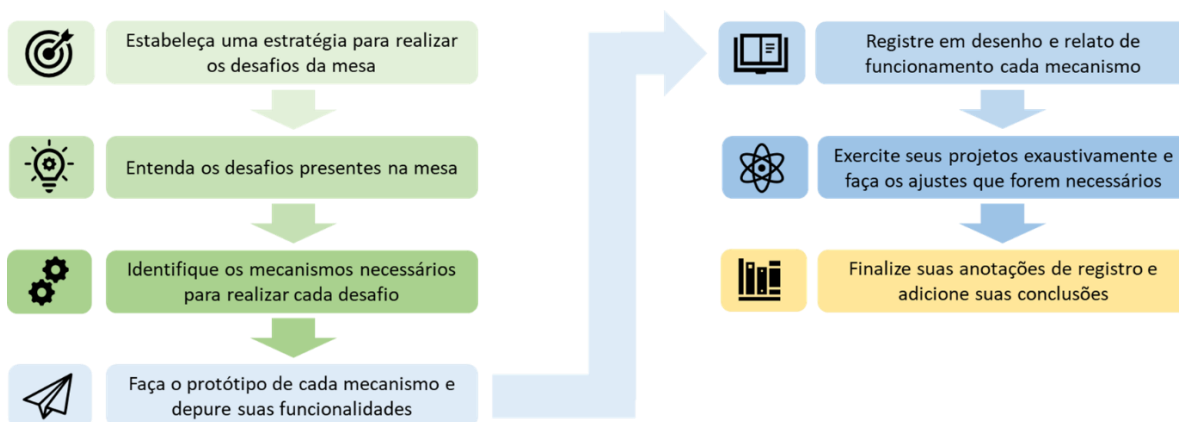 Estabeleça uma estratégia para realizar
os desafios da mesa
Entenda os desafios presentes na mesa
Identifique os mecanismos necessários
para realizar cada desafio
Faça o protótipo de cada mecanismo e
depure suas funcionalidades
Registre em desenho e relato de
funcionamento cada mecanismo
Exercite seus projetos exaustivamente e
faça os ajustes que forem necessários
Finalize suas anotações de registro e
adicione suas conclusões